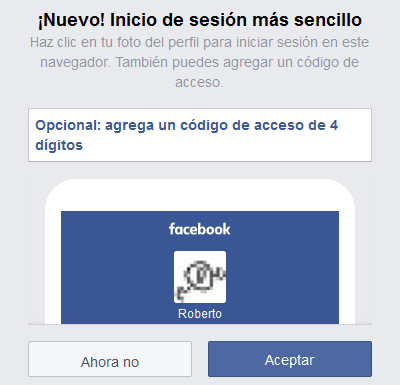 ¡Nuevo! Inicio de sesión más sencillo
Haz clic en tu foto del perfil para iniciar sesión en este
navegador. También puedes agregar un código de
acceso.
Opcional: agrega un código de acceso de 4
dígitos
facebook
Roberto
Ahora no
Aceptar